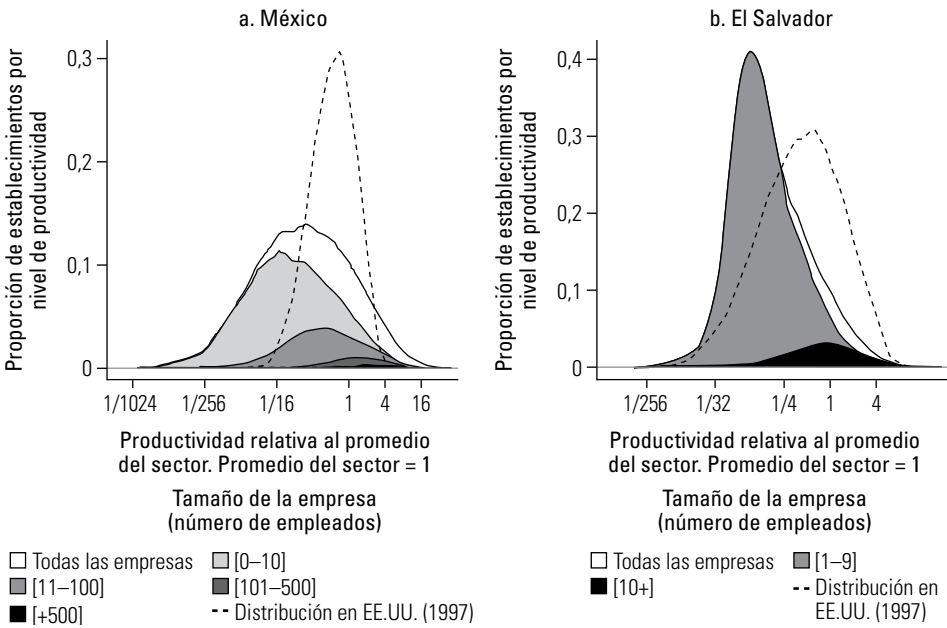 a. México
Proporción de establecimientos por
nivel de productividad
0,3
0,2
0,1
0
1/1024 1/256 1/16 1 4 16
Productividad relativa al promedio
del sector. Promedio del sector = 1
Tamaño de la empresa
(número de empleados)
Todas las empresas [0–10]
[11–100] [101–500]
[+500] Distribución en EE.UU. (1997)
b. El Salvador
Proporción de establecimientos por
nivel de productividad
0,4
0,3
0,2
0,1
0
1/256 1/32 1/4 1 4
Productividad relativa al promedio
del sector. Promedio del sector = 1
Tamaño de la empresa
(número de empleados)
Todas las empresas [1–9]
[10+] Distribución en
EE.UU. (1997)